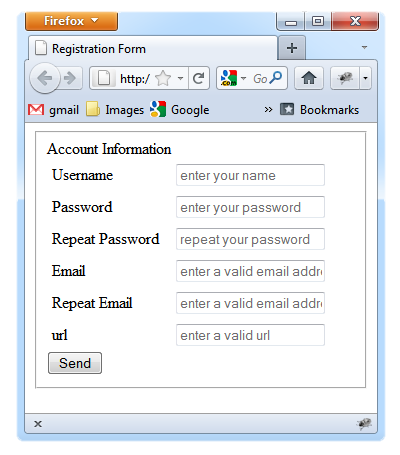 Firefox
Registration Form
http:/ .com Go
gmail Images Google » Bookmarks
Account Information
Username enter your name
Password enter your password
Repeat Password repeat your password
Email enter a valid email addr
Repeat Email enter a valid email addr
url enter a valid url
Send